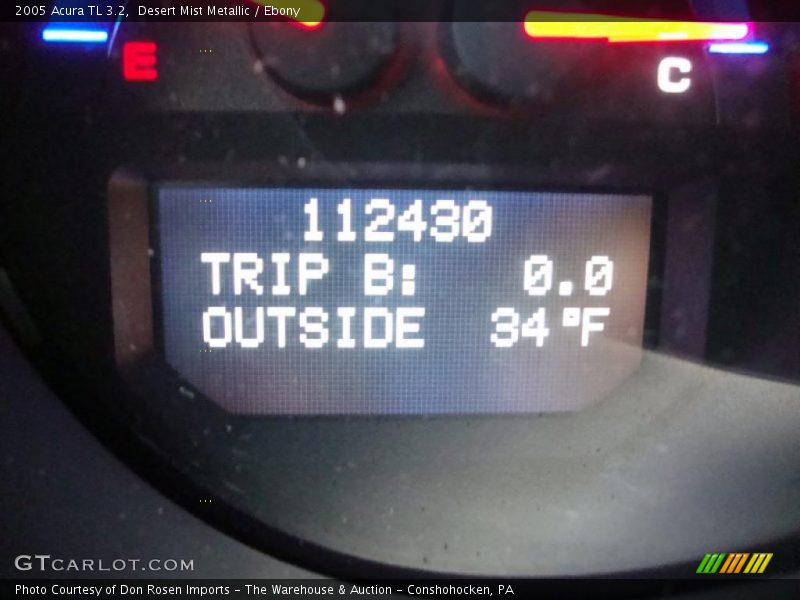 2005 Acura TL 3.2,  Desert Mist Metallic / Ebony
E
C
112430
TRIP B: 0.0
OUTSIDE 34°F
GTCARLOT.COM
Photo Courtesy of Don Rosen Imports – The Warehouse & Auction – Conshohocken, PA